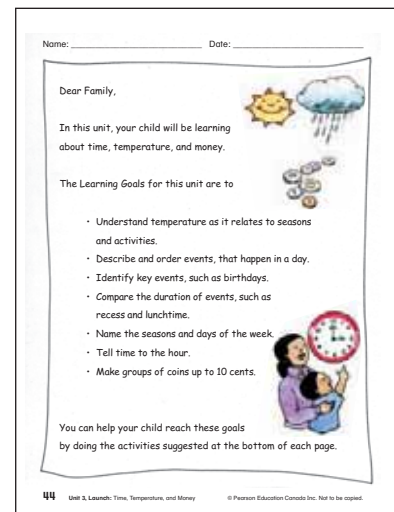 Name: ______________________ Date: ______________________
Dear Family,
In this unit, your child will be learning
about time, temperature, and money.
The Learning Goals for this unit are to
• Understand temperature as it relates to seasons
and activities.
• Describe and order events, that happen in a day.
• Identify key events, such as birthdays.
• Compare the duration of events, such as
recess and lunchtime.
• Name the seasons and days of the week.
• Tell time to the hour.
• Make groups of coins up to 10 cents.
You can help your child reach these goals
by doing the activities suggested at the bottom of each page.
44 Unit 3, Launch: Time, Temperature, and Money © Pearson Education Canada Inc. Not to be copied.